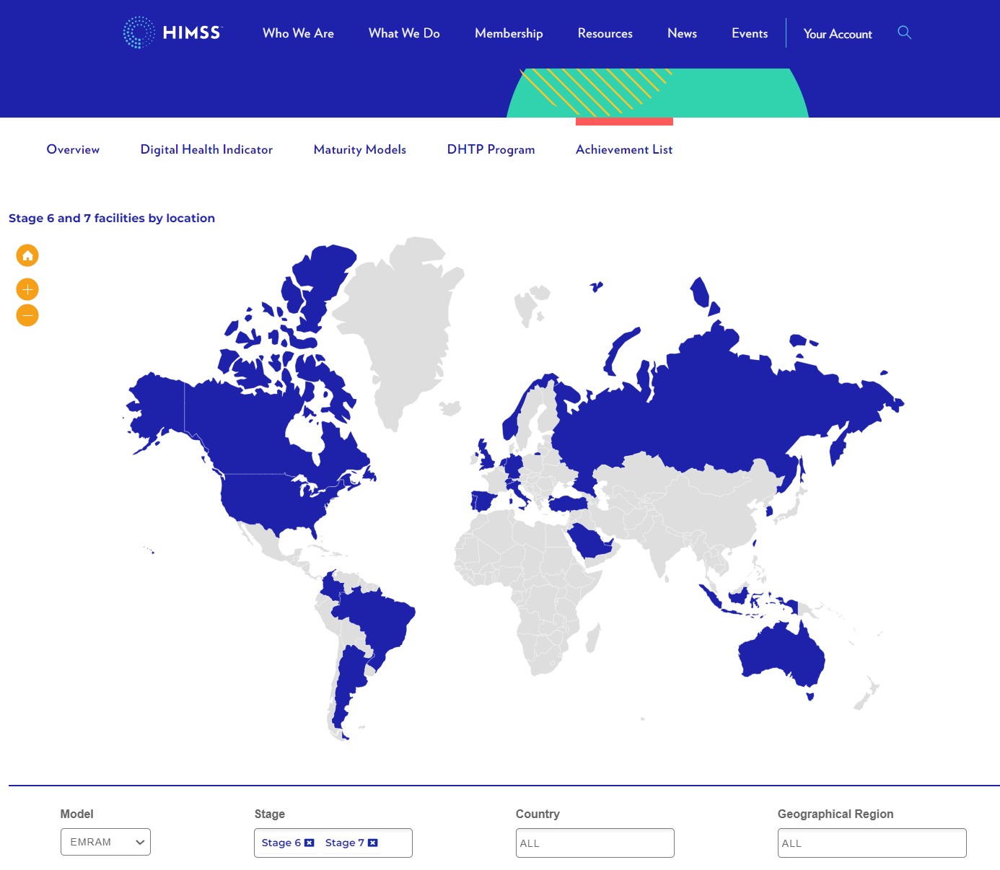 HIMSS
Who We Are
What We Do
Membership
Resources
News
Events
Your Account
Overview
Digital Health Indicator
Maturity Models
DHTP Program
Achievement List
Stage 6 and 7 facilities by location
Model
Stage
Country
Geographical Region
EMRAM
Stage 6
Stage 7
ALL
ALL